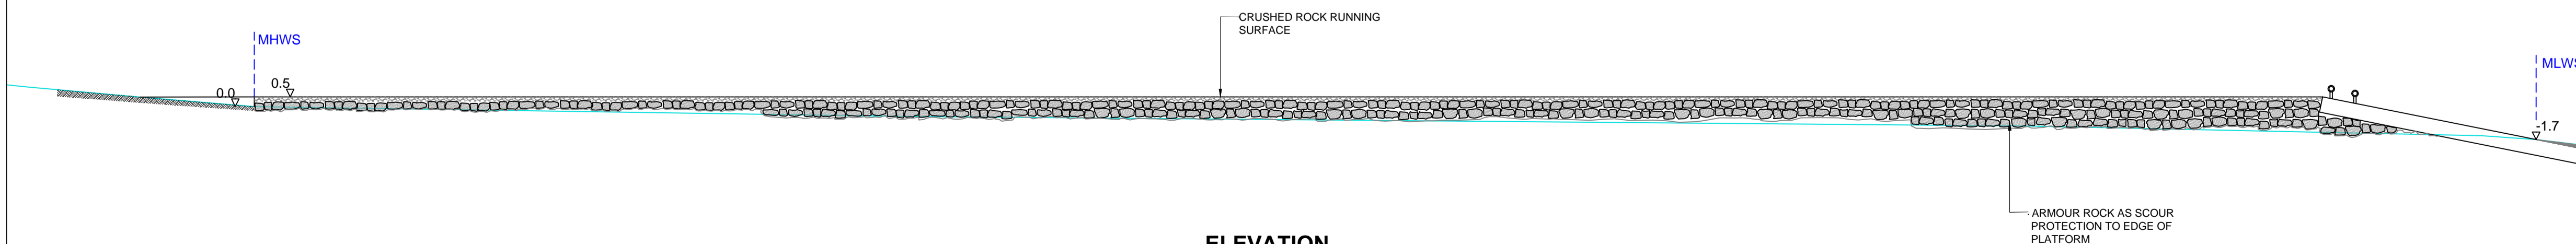 CRUSHED ROCK RUNNING
SURFACE
MHWS
MLWS
0.5
0.0
-1.7
ARMOUR ROCK AS SCOUR
PROTECTION TO EDGE OF
PLATFORM
ELEVATION